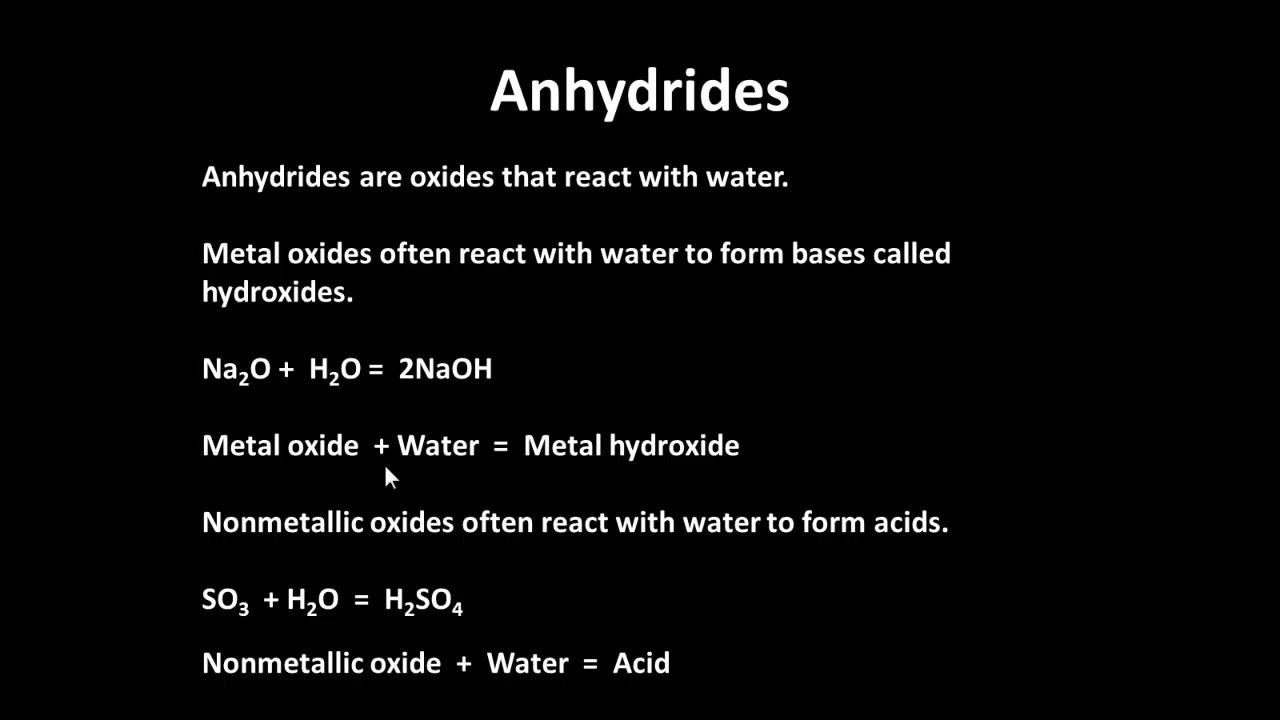 Anhydrides
Anhydrides are oxides that react with water.
Metal oxides often react with water to form bases called
hydroxides.
Na₂O + H₂O = 2NaOH
Metal oxide + Water = Metal hydroxide
Nonmetallic oxides often react with water to form acids.
SO₃ + H₂O = H₂SO₄
Nonmetallic oxide + Water = Acid